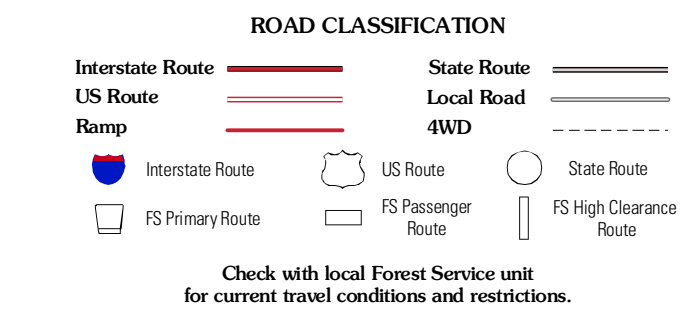 ROAD CLASSIFICATION
Interstate Route
State Route
US Route
Local Road
Ramp
4WD
Interstate Route
US Route
State Route
FS Primary Route
FS Passenger
Route
FS High Clearance
Route
Check with local Forest Service unit
for current travel conditions and restrictions.